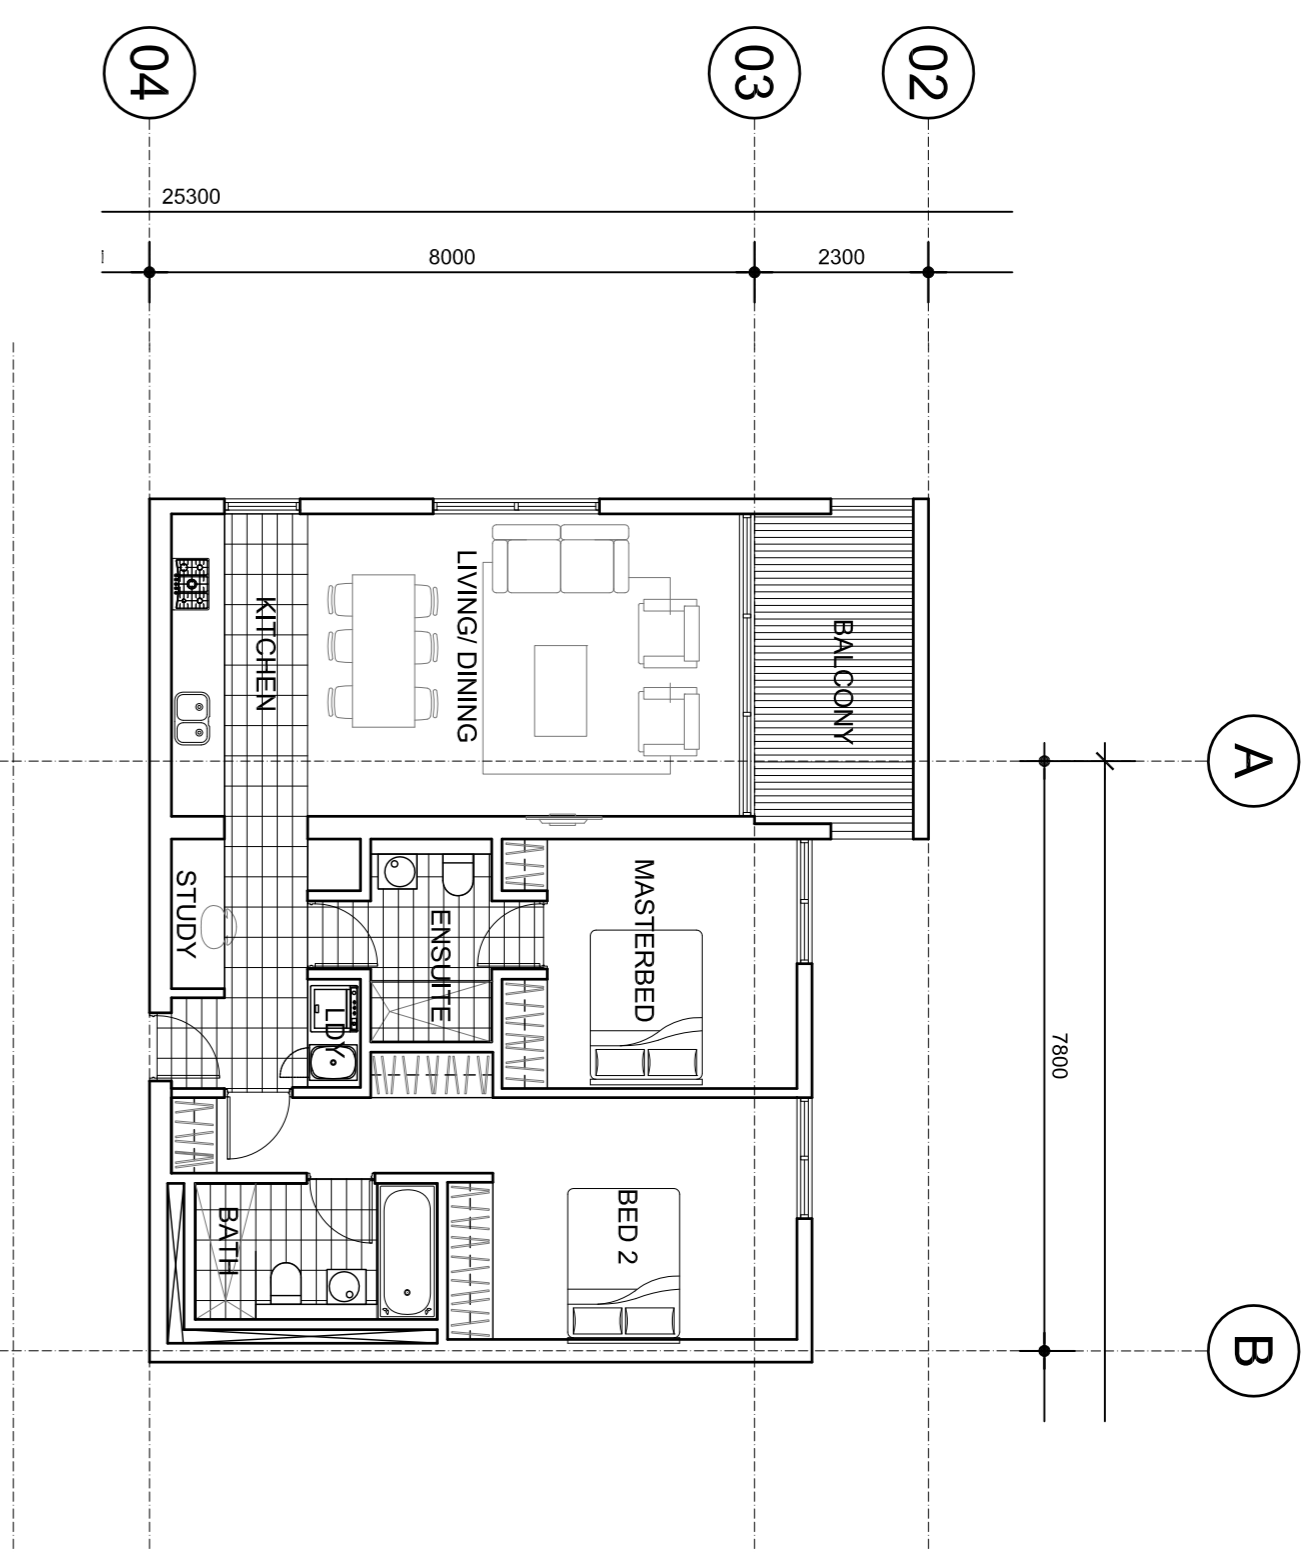 04
03
02
25300
8000
2300
A
KITCHEN
LIVING/ DINING
BALCONY
STUDY
ENSUITE
MASTERBED
LDY
7800
BATH
BED 2
B